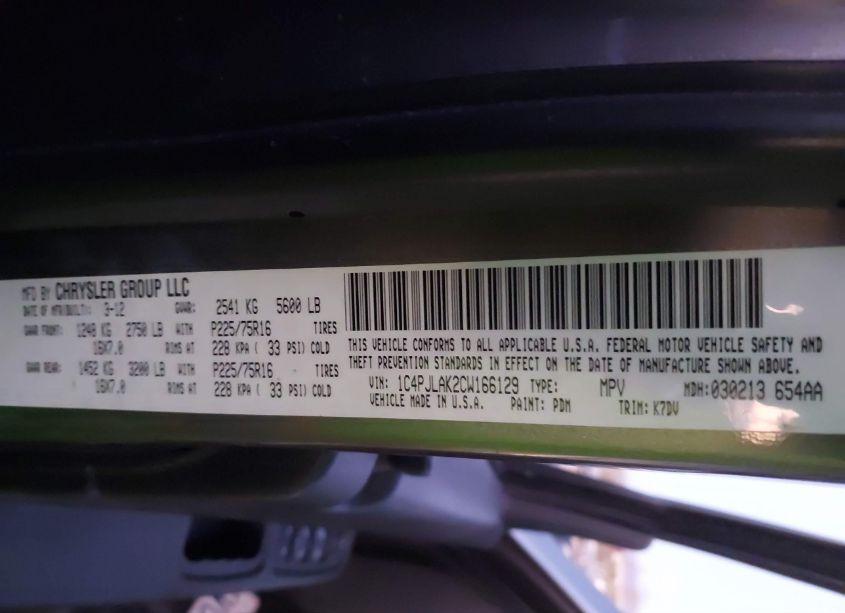 MFD BY CHRYSLER GROUP LLC
DATE OF MFR(BUILT): 3-12 GVWR: 2541 KG 5600 LB
GAWR FRONT: 1248 KG 2750 LB WITH P225/75R16 TIRES
16X7.0 RIMS AT 228 KPA ( 33 PSI) COLD
GAWR REAR: 1452 KG 3200 LB WITH P225/75R16 TIRES
16X7.0 RIMS AT 228 KPA ( 33 PSI) COLD
THIS VEHICLE CONFORMS TO ALL APPLICABLE U.S.A. FEDERAL MOTOR VEHICLE SAFETY AND
THEFT PREVENTION STANDARDS IN EFFECT ON THE DATE OF MANUFACTURE SHOWN ABOVE.
VIN: 1C4PJLAK2CW166129 TYPE: MPV MDH: 030213 654AA
VEHICLE MADE IN U.S.A. PAINT: PDM TRIM: K7DV